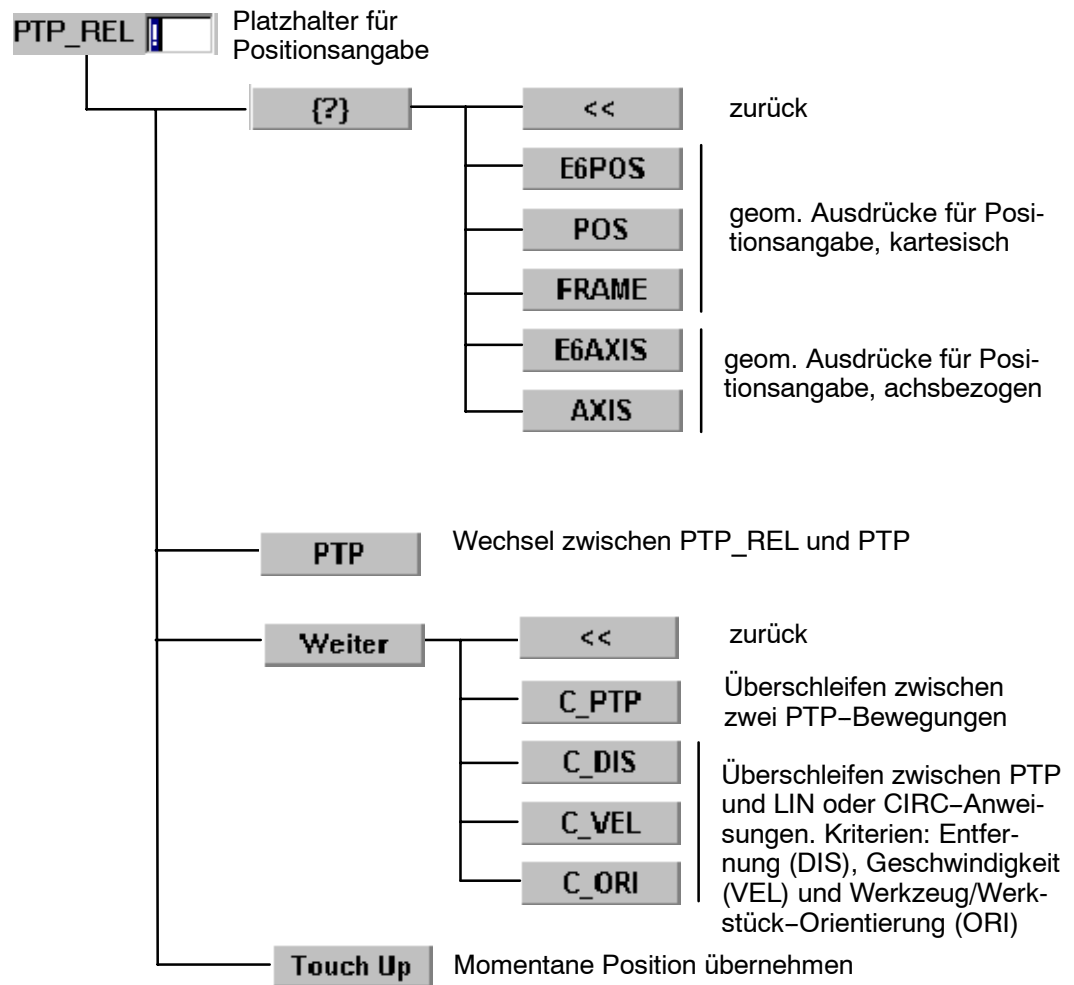 PTP_REL ! Platzhalter für
Positionsangabe
{?}
<< zurück
E6POS
POS
FRAME
geom. Ausdrücke für Posi-
tionsangabe, kartesisch
E6AXIS
AXIS
geom. Ausdrücke für Posi-
tionsangabe, achsbezogen
PTP Wechsel zwischen PTP_REL und PTP
Weiter
<< zurück
C_PTP
Überschleifen zwischen
zwei PTP–Bewegungen
C_DIS
C_VEL
C_ORI
Überschleifen zwischen PTP
und LIN oder CIRC–Anwei-
sungen. Kriterien: Entfer-
nung (DIS), Geschwindigkeit
(VEL) und Werkzeug/Werk-
stück–Orientierung (ORI)
Touch Up Momentane Position übernehmen